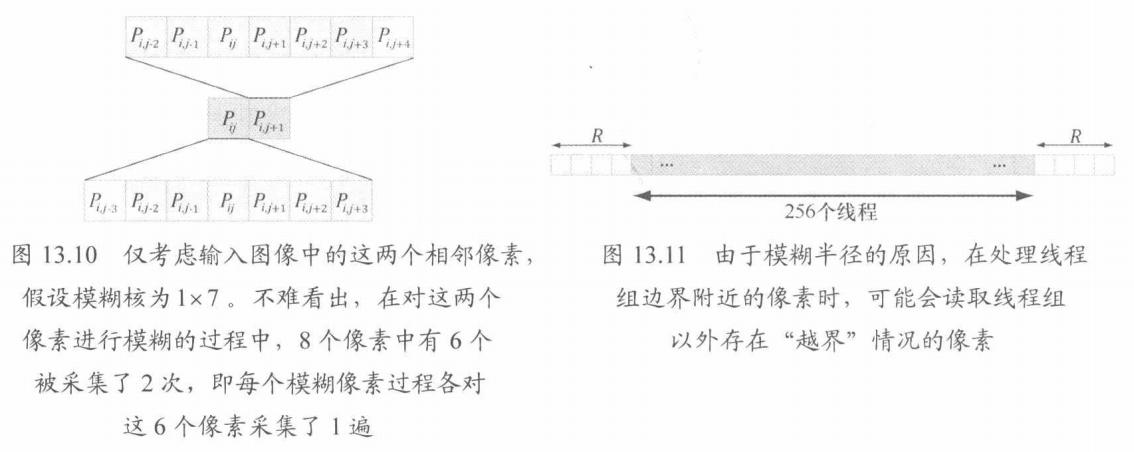 P_{i,j-2} P_{i,j-1} P_{ij} P_{i,j+1} P_{i,j+2} P_{i,j+3} P_{i,j+4}
P_{ij} P_{i,j+1}
P_{i,j-3} P_{i,j-2} P_{i,j-1} P_{ij} P_{i,j+1} P_{i,j+2} P_{i,j+3}
图 13.10 仅考虑输入图像中的这两个相邻像素，
假设模糊核为 1×7 。不难看出，在对这两个
像素进行模糊的过程中，8 个像素中有 6 个
被采集了 2 次，即每个模糊像素过程各对
这 6 个像素采集了 1 遍
R R
... ...
256个线程
图 13.11 由于模糊半径的原因，在处理线程
组边界附近的像素时，可能会读取线程组
以外存在“越界”情况的像素